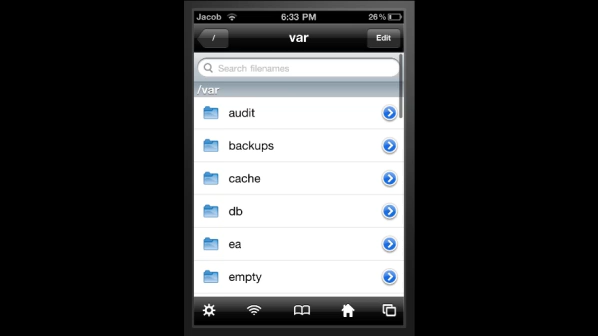 Jacob 6:33 PM 26%
/ var Edit
Search filenames
/var
audit
backups
cache
db
ea
empty